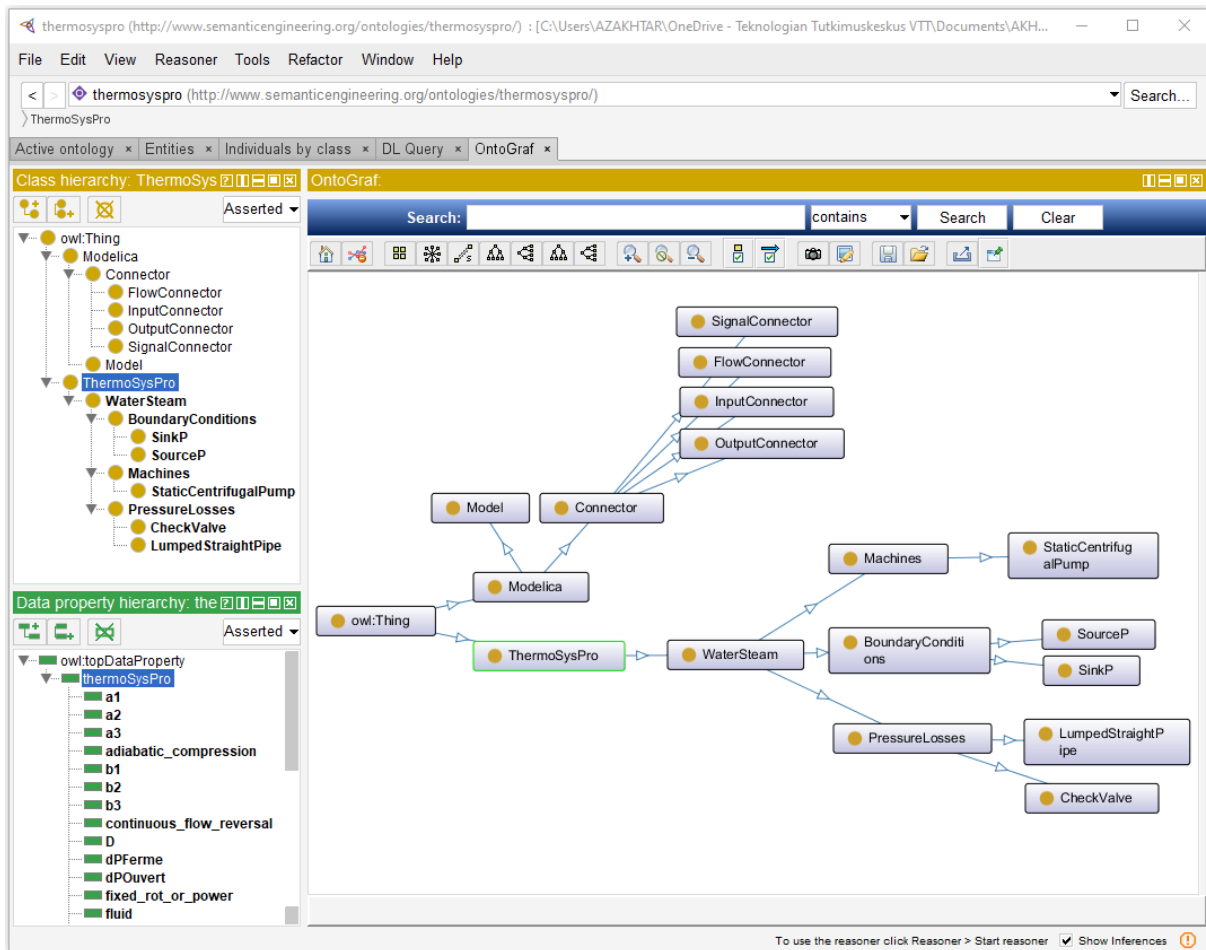 thermosyspro (http://www.semanticengineering.org/ontologies/thermosyspro/) : [C:\Users\AZAKHTAR\OneDrive - Teknologian Tutkimuskeskus VTT\Documents\AKH...
File Edit View Reasoner Tools Refactor Window Help
< > thermosyspro (http://www.semanticengineering.org/ontologies/thermosyspro/) Search...
ThermoSysPro
Active ontology × Entities × Individuals by class × DL Query × OntoGraf ×
Class hierarchy: ThermoSys
Asserted
owl:Thing
Modelica
Connector
FlowConnector
InputConnector
OutputConnector
SignalConnector
Model
ThermoSysPro
WaterSteam
BoundaryConditions
SinkP
SourceP
Machines
StaticCentrifugalPump
PressureLosses
CheckValve
LumpedStraightPipe
Data property hierarchy: the
Asserted
owl:topDataProperty
thermoSysPro
a1
a2
a3
adiabatic_compression
b1
b2
b3
continuous_flow_reversal
D
dPFerme
dPOuvert
fixed_rot_or_power
fluid
OntoGraf:
Search: contains Search Clear
SignalConnector
FlowConnector
InputConnector
OutputConnector
Model
Connector
Modelica
owl:Thing
ThermoSysPro
WaterSteam
Machines
StaticCentrifug
alPump
BoundaryConditi
ons
SourceP
SinkP
PressureLosses
LumpedStraightP
ipe
CheckValve
To use the reasoner click Reasoner > Start reasoner Show Inferences